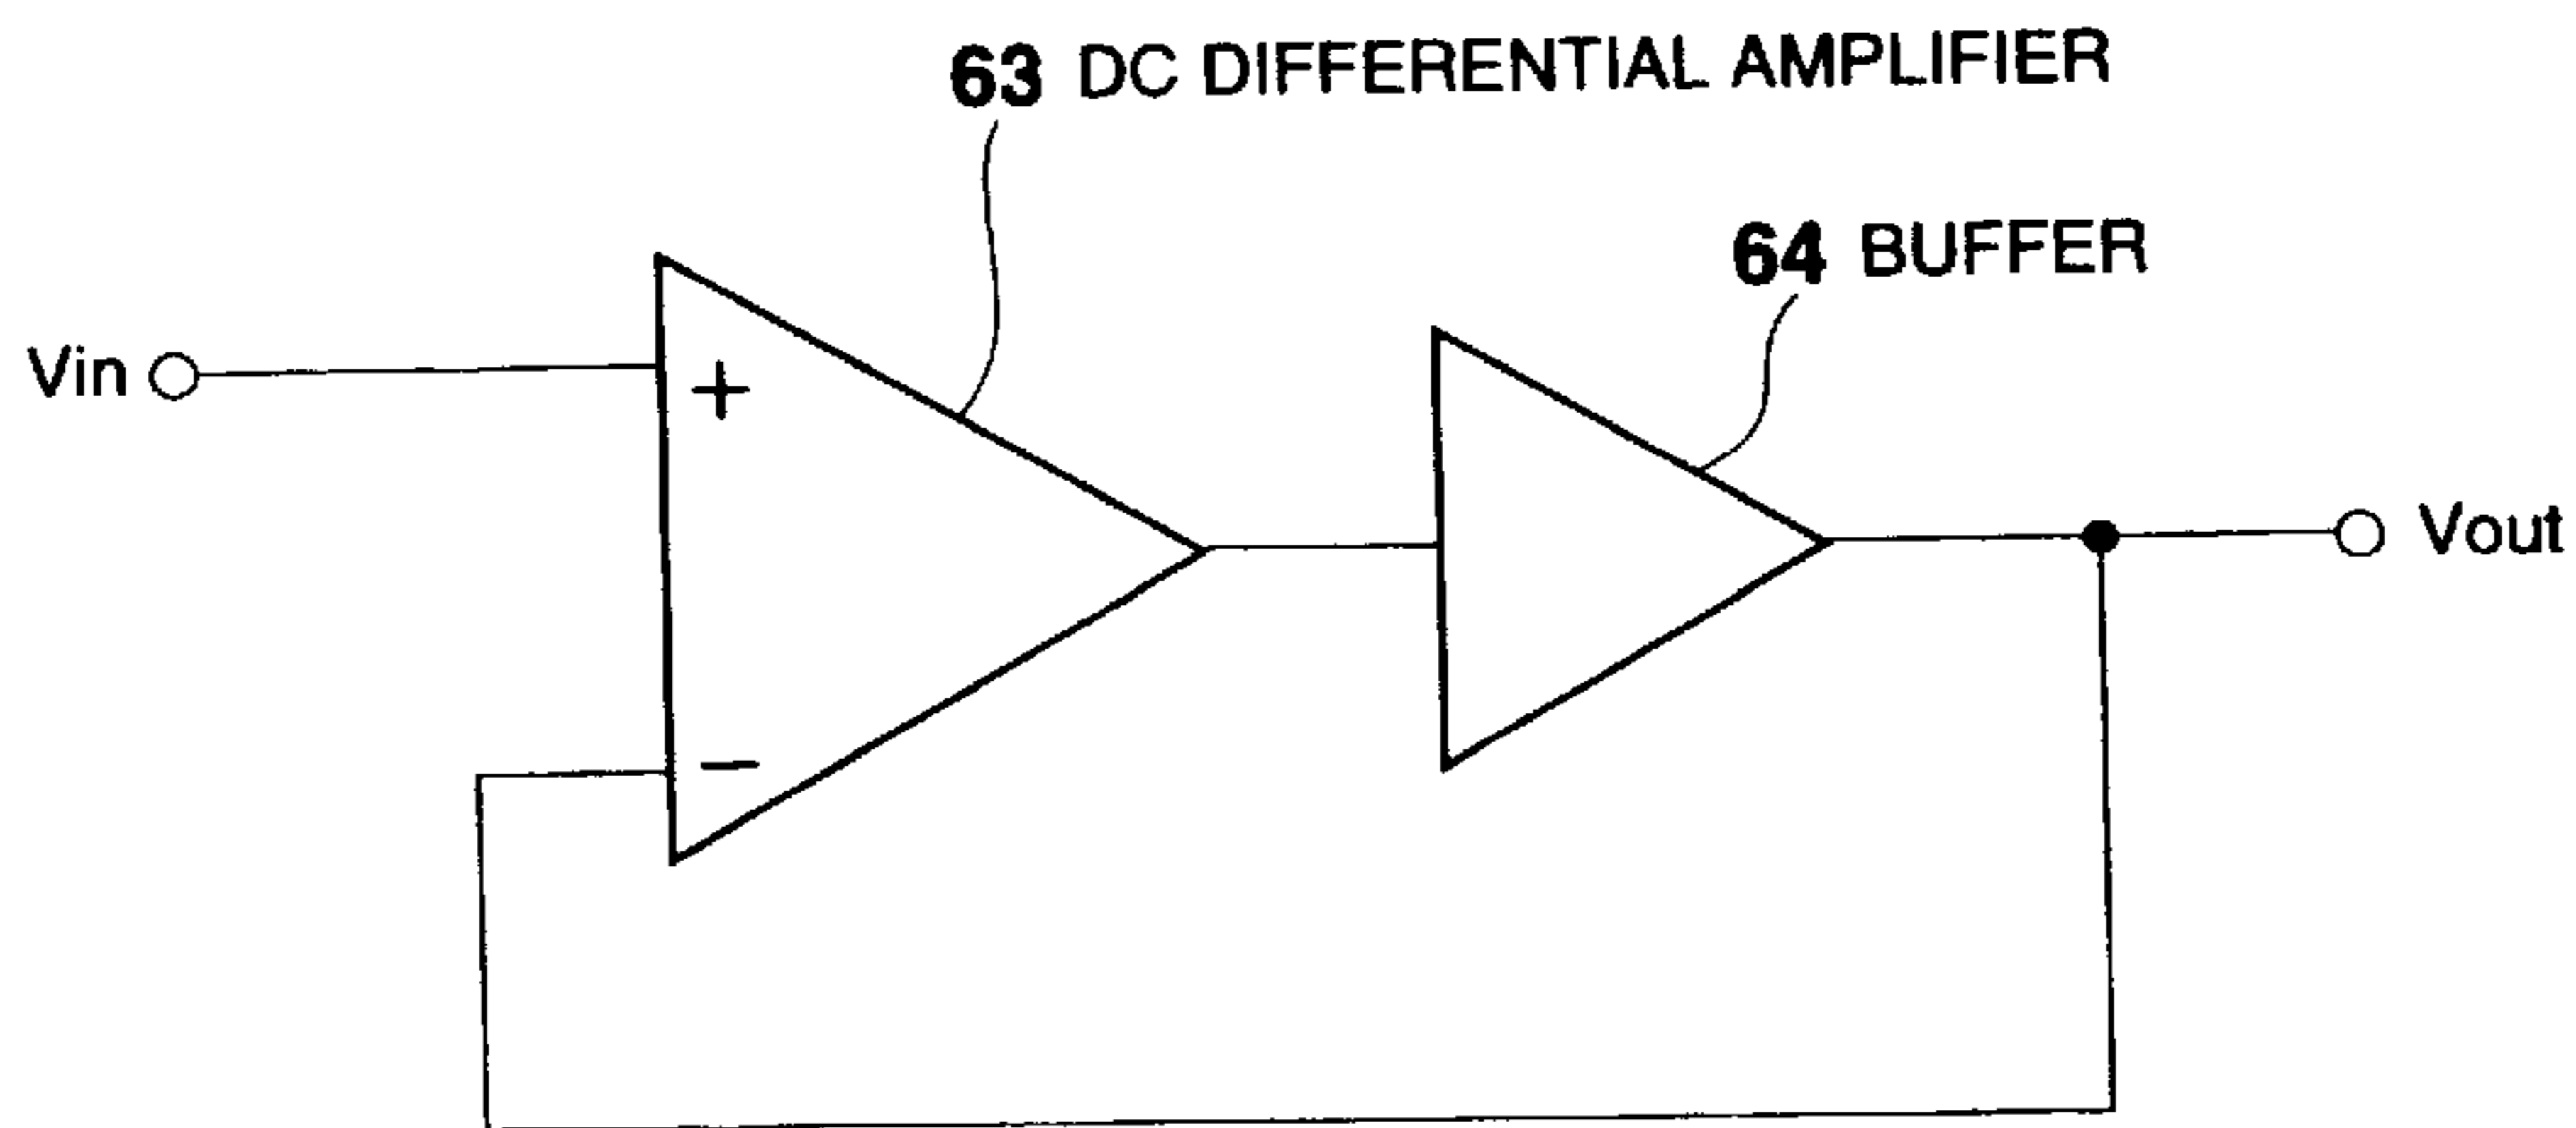 63 DC DIFFERENTIAL AMPLIFIER
64 BUFFER
Vin
+
Vout
−